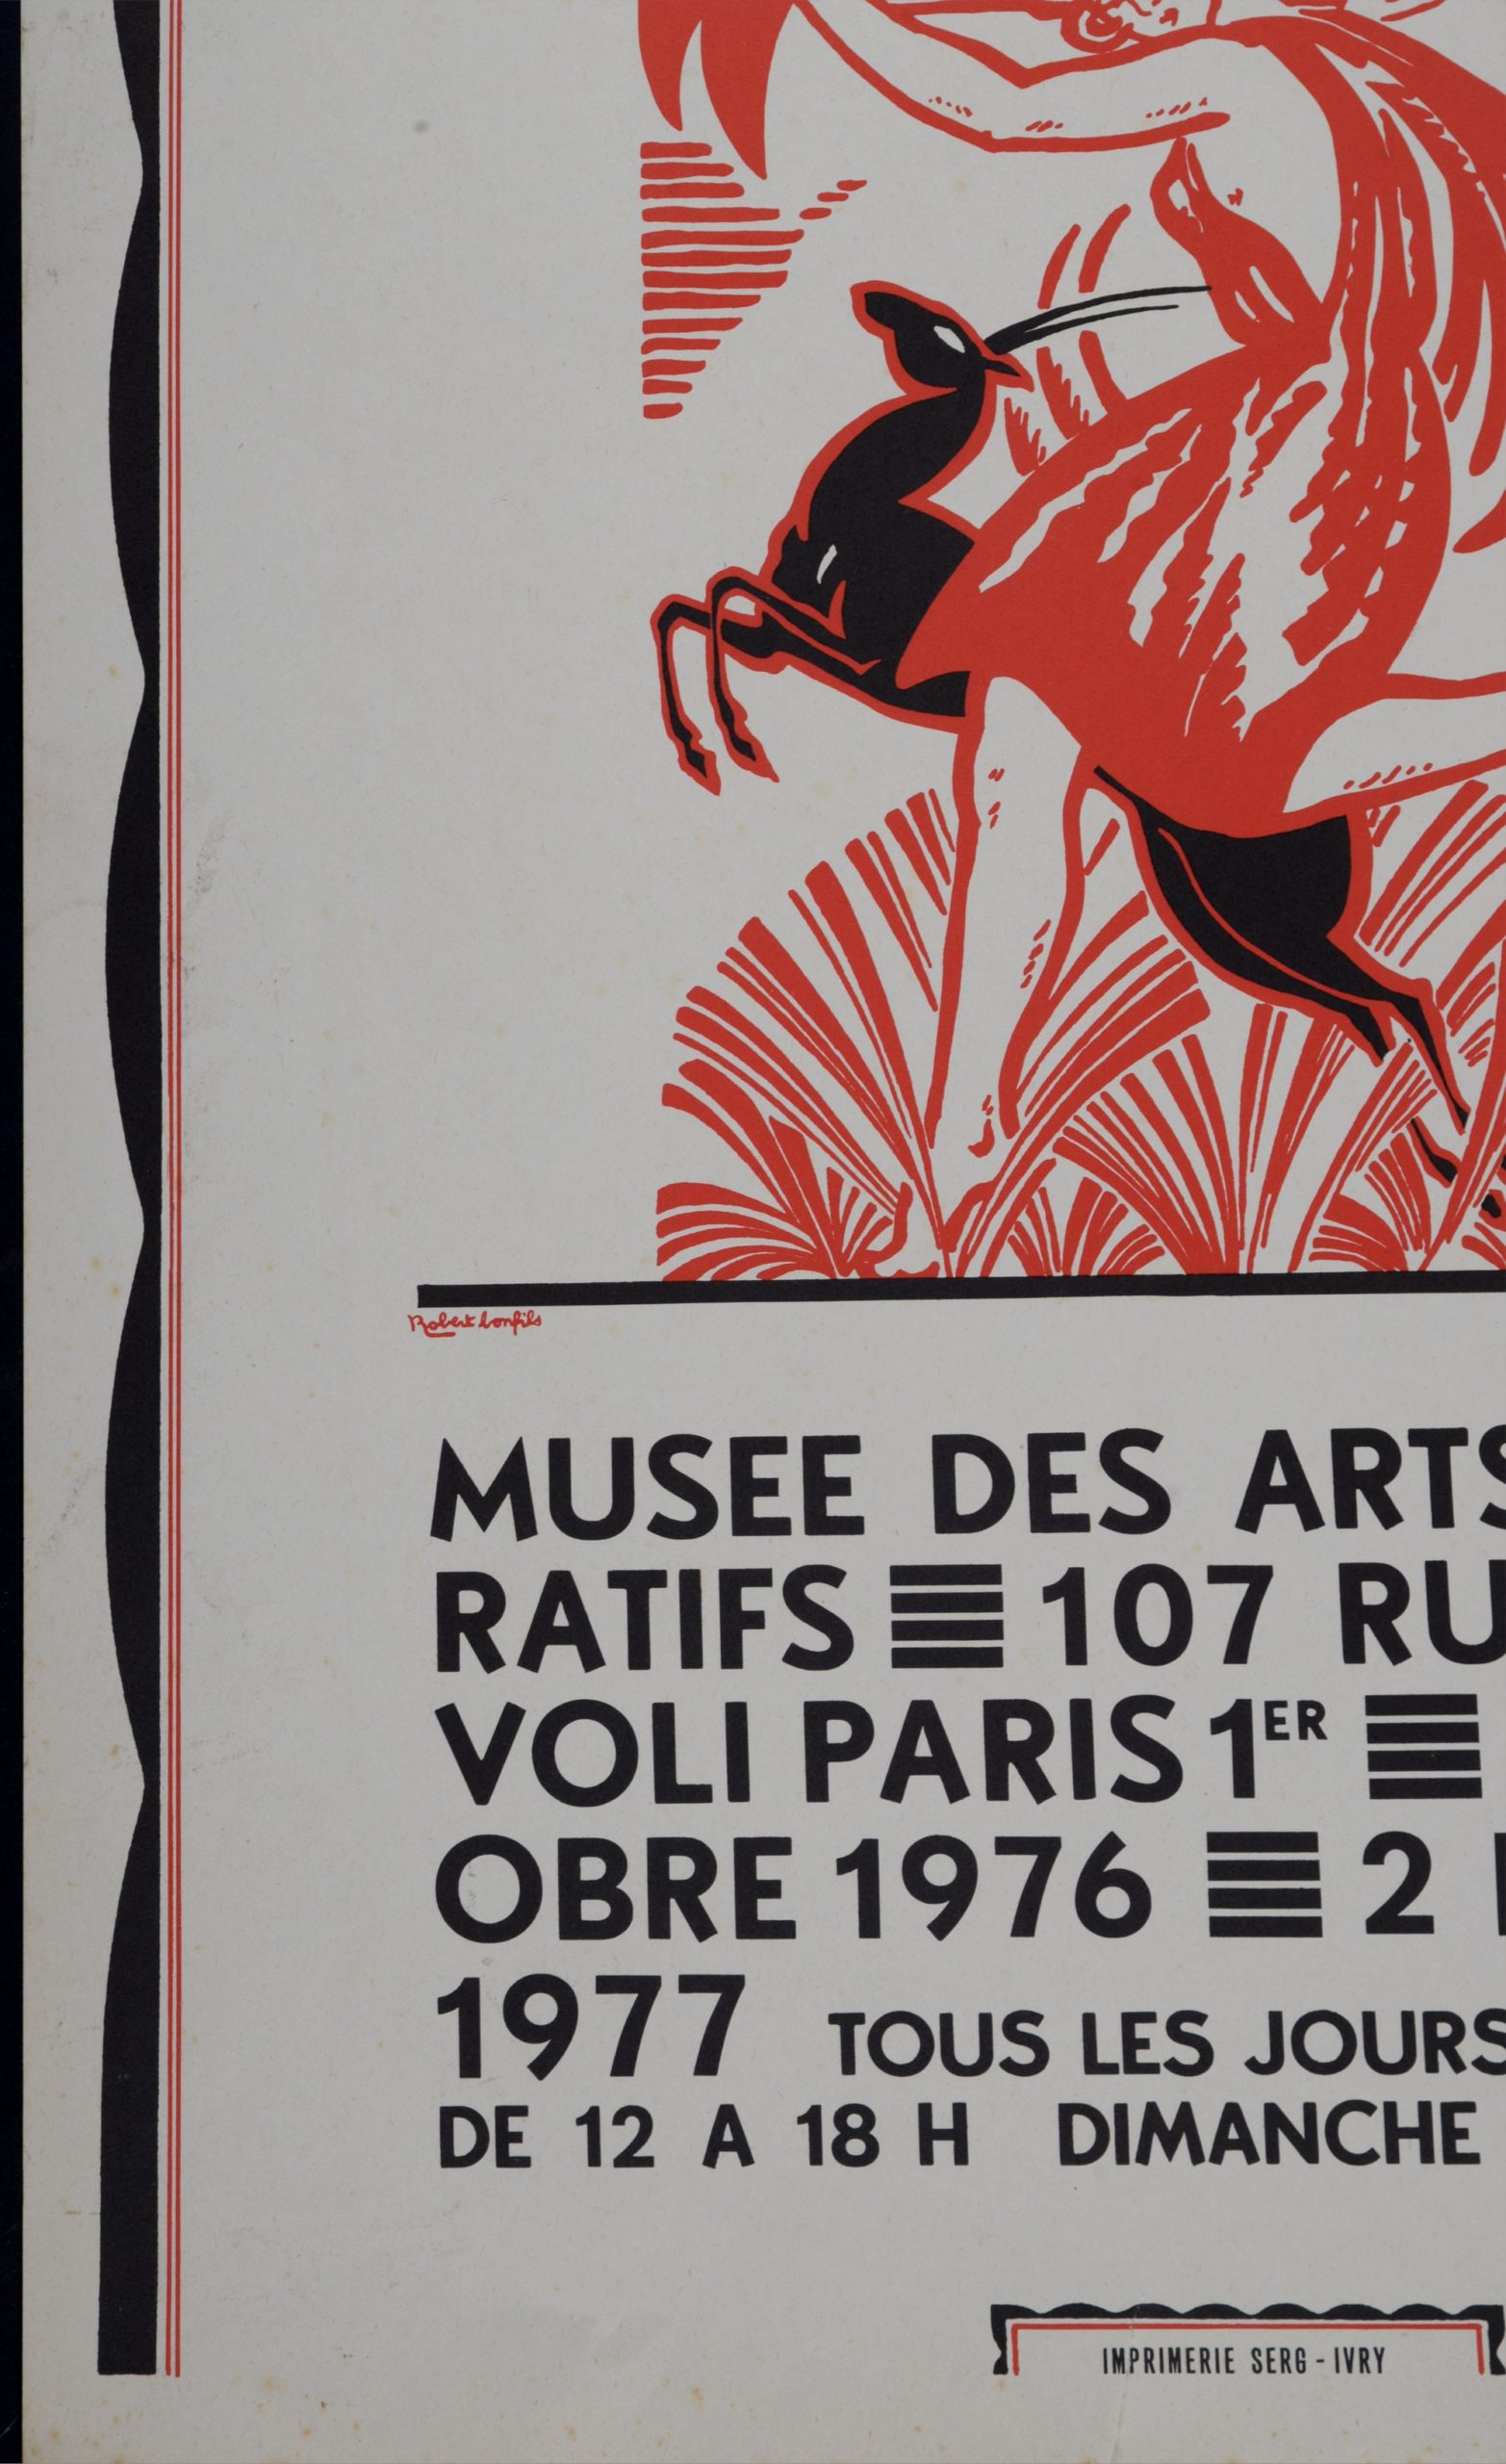 Robert bonfils
MUSEE DES ARTS
RATIFS 107 RU
VOLI PARIS 1ER
OBRE 1976 2
1977 TOUS LES JOURS
DE 12 A 18 H DIMANCHE
IMPRIMERIE SERG - IVRY